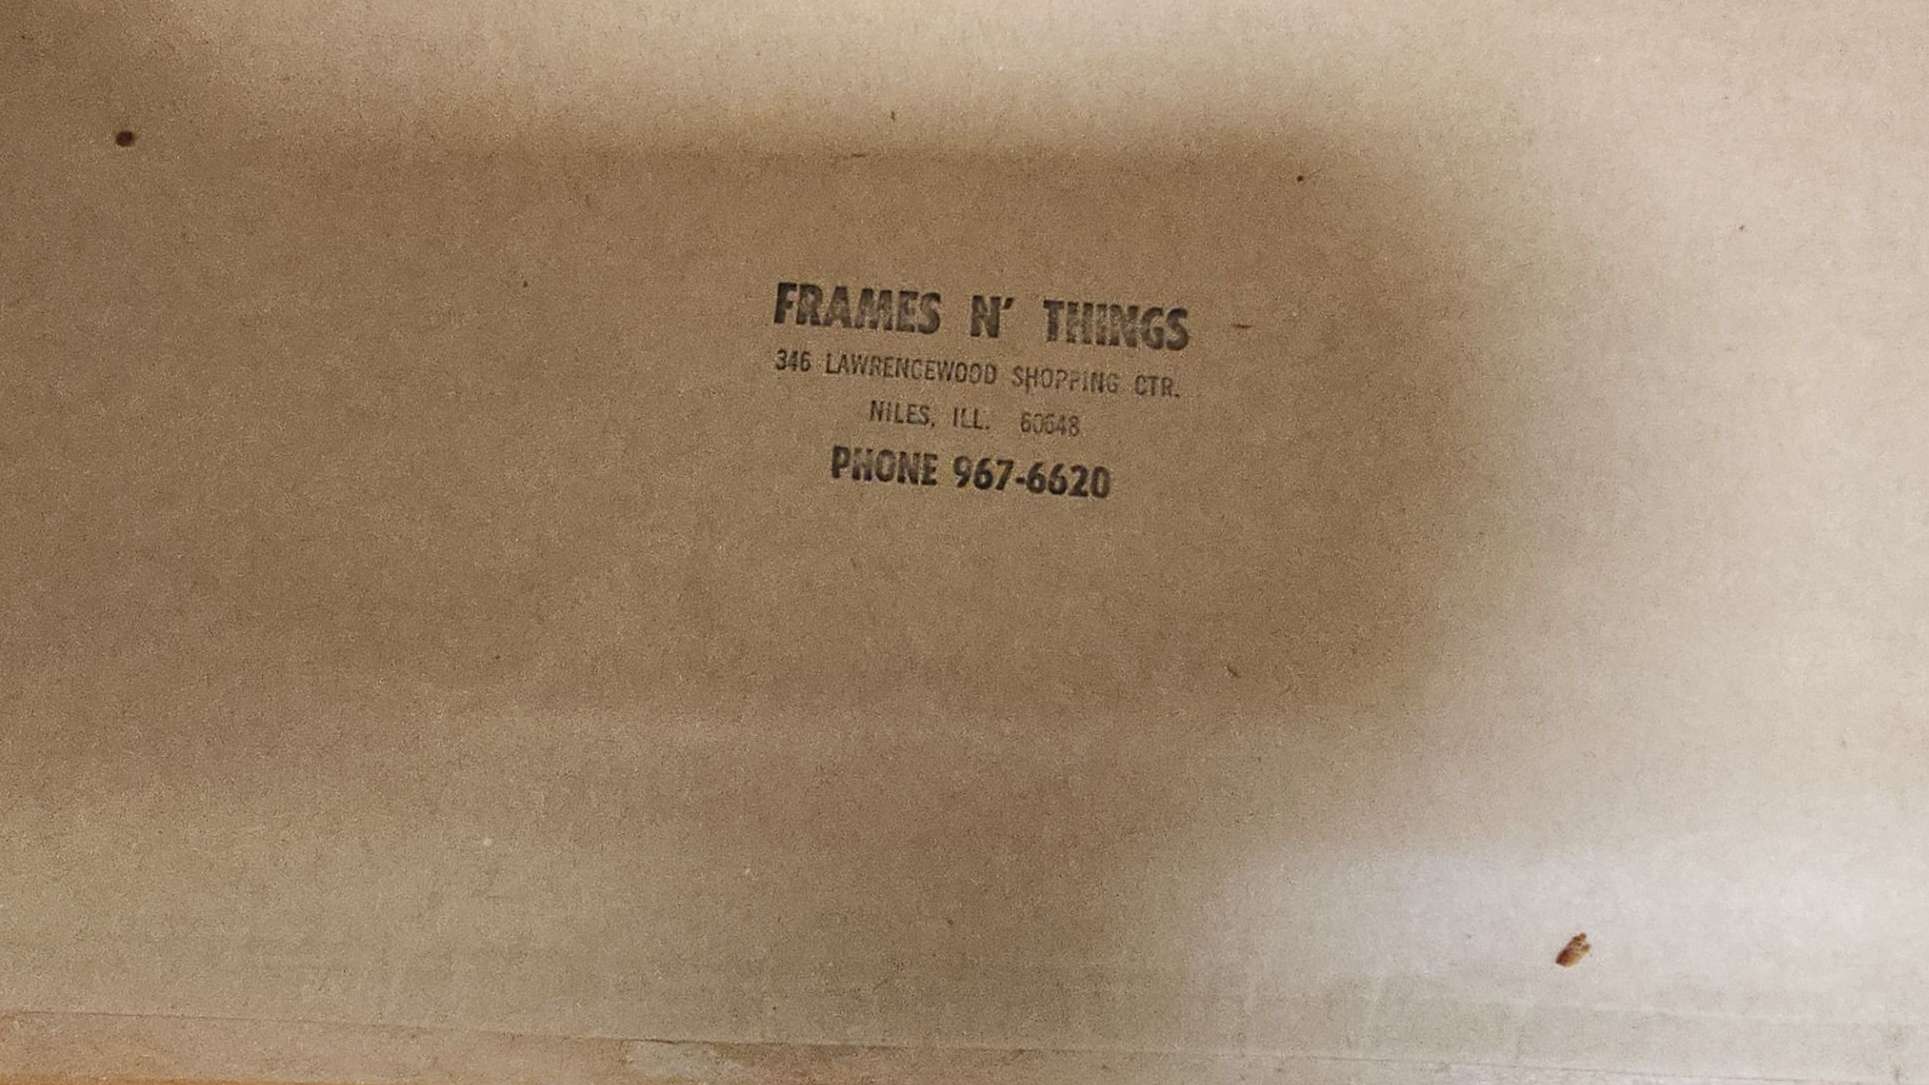 FRAMES N' THINGS
346 LAWRENCEWOOD SHOPPING CTR.
NILES, ILL. 60648
PHONE 967-6620